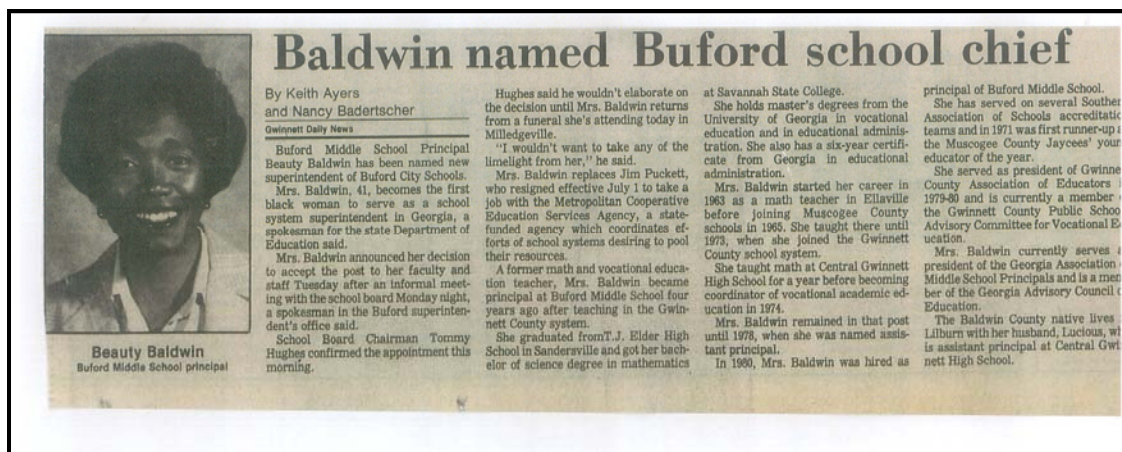 Baldwin named Buford school chief
By Keith Ayers
and Nancy Badertscher
Gwinnett Daily News
Buford Middle School Principal
Beauty Baldwin has been named new
superintendent of Buford City Schools.
Mrs. Baldwin, 41, becomes the first
black woman to serve as a school
system superintendent in Georgia, a
spokesman for the state Department of
Education said.
Mrs. Baldwin announced her decision
to accept the post to her faculty and
staff Tuesday after an informal meet-
ing with the school board Monday night,
a spokesman in the Buford superinten-
dent's office said.
School Board Chairman Tommy
Hughes confirmed the appointment this
morning.
Hughes said he wouldn't elaborate on
the decision until Mrs. Baldwin returns
from a funeral she's attending today in
Milledgeville.
"I wouldn't want to take any of the
limelight from her," he said.
Mrs. Baldwin replaces Jim Puckett,
who resigned effective July 1 to take a
job with the Metropolitan Cooperative
Education Services Agency, a state-
funded agency which coordinates ef-
forts of school systems desiring to pool
their resources.
A former math and vocational educa-
tion teacher, Mrs. Baldwin became
principal at Buford Middle School four
years ago after teaching in the Gwin-
nett County system.
She graduated fromT.J. Elder High
School in Sandersville and got her bach-
elor of science degree in mathematics
at Savannah State College.
She holds master's degrees from the
University of Georgia in vocational
education and in educational adminis-
tration. She also has a six-year certifi-
cate from Georgia in educational
administration.
Mrs. Baldwin started her career in
1963 as a math teacher in Ellaville
before joining Muscogee County
schools in 1965. She taught there until
1973, when she joined the Gwinnett
County school system.
She taught math at Central Gwinnett
High School for a year before becoming
coordinator of vocational academic ed-
ucation in 1974.
Mrs. Baldwin remained in that post
until 1978, when she was named assis-
tant principal.
In 1980, Mrs. Baldwin was hired as
principal of Buford Middle School.
She has served on several Souther
Association of Schools accreditatio
teams and in 1971 was first runner-up a
the Muscogee County Jaycees' youn
educator of the year.
She served as president of Gwinne
County Association of Educators
1979-80 and is currently a member
the Gwinnett County Public Schoo
Advisory Committee for Vocational E
ucation.
Mrs. Baldwin currently serves a
president of the Georgia Association
Middle School Principals and is a mem
ber of the Georgia Advisory Council
Education.
The Baldwin County native lives
Lilburn with her husband, Lucious, wh
is assistant principal at Central Gwi
nett High School.
Beauty Baldwin
Buford Middle School principal